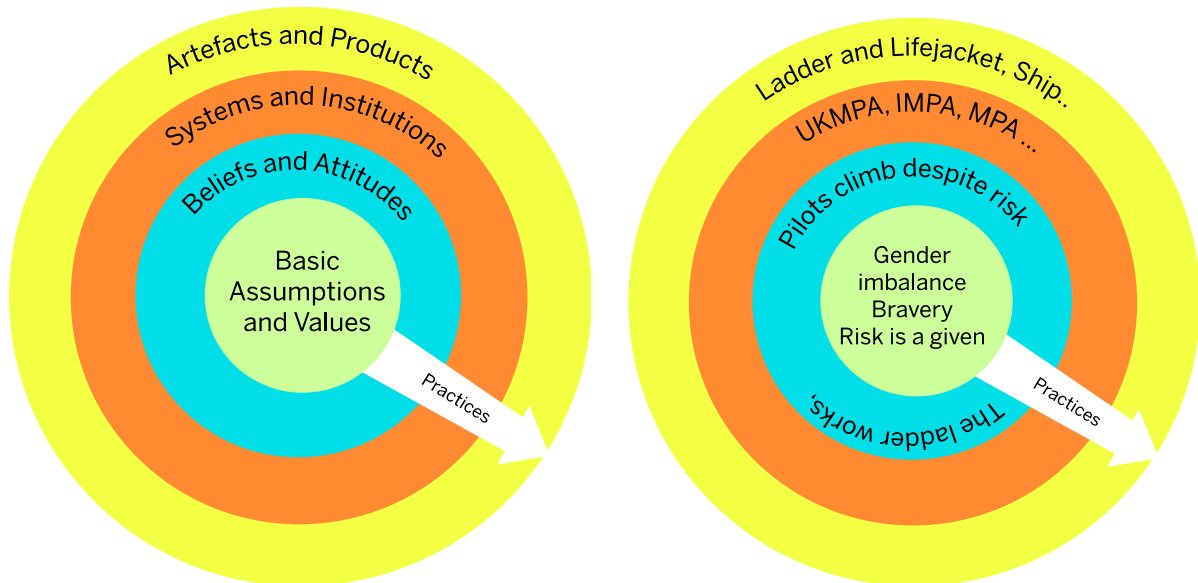 Artefacts and Products
Systems and Institutions
Beliefs and Attitudes
Basic
Assumptions
and Values
Practices
Ladder and Lifejacket, Ship..
UKMPA, IMPA, MPA ...
Pilots climb despite risk
Gender
imbalance
Bravery
Risk is a given
Practices
The ladder works,